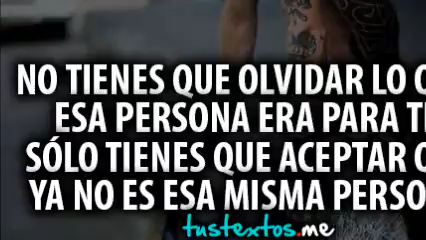 NO TIENES QUE OLVIDAR LO
ESA PERSONA ERA PARA
SÓLO TIENES QUE ACEPTAR
YA NO ES ESA MISMA PERSO
tustextos.me